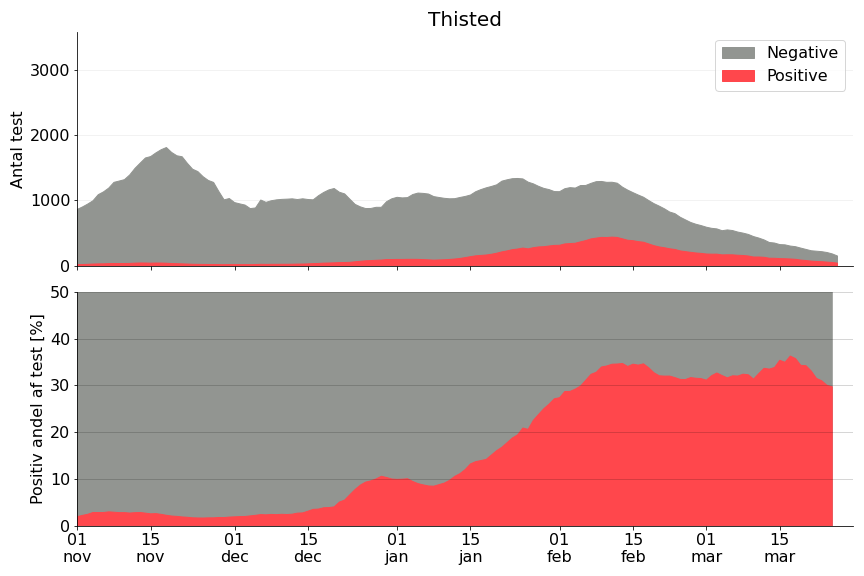 Thisted
Antal test
3000
2000
1000
0
Negative
Positive
Positiv andel af test [%]
50
40
30
20
10
0
01 15 01 15 01 15 01 15 01 15
nov nov dec dec jan jan feb feb mar mar